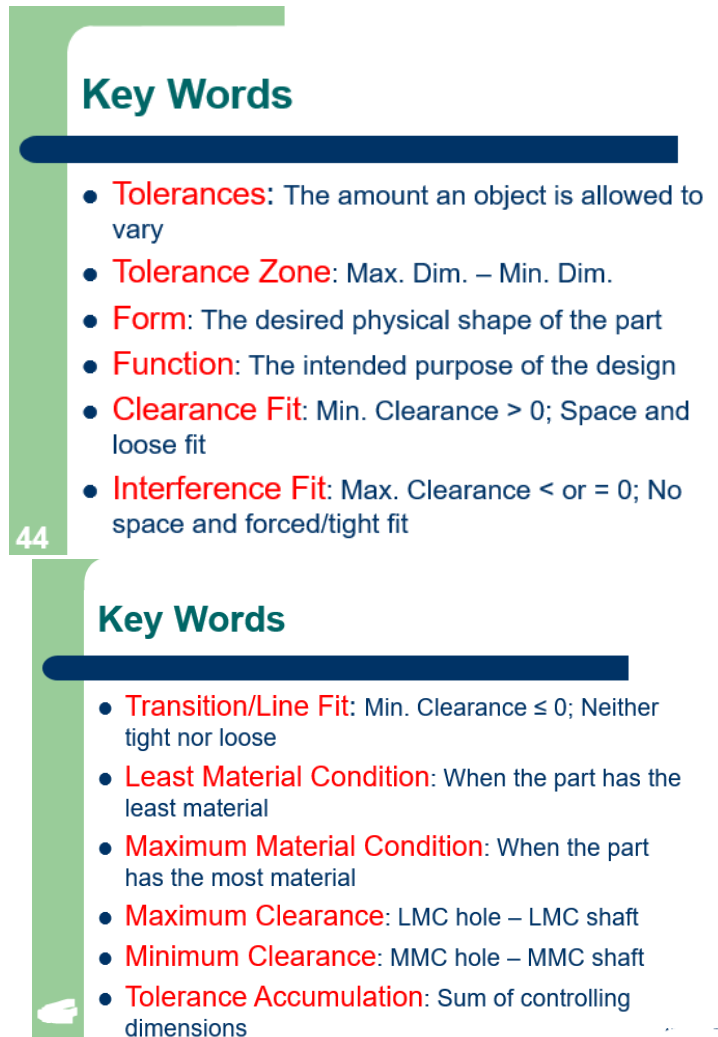 Key Words
Tolerances: The amount an object is allowed to
vary
Tolerance Zone: Max. Dim. – Min. Dim.
Form: The desired physical shape of the part
Function: The intended purpose of the design
Clearance Fit: Min. Clearance > 0; Space and
loose fit
Interference Fit: Max. Clearance < or = 0; No
space and forced/tight fit
44
Key Words
Transition/Line Fit: Min. Clearance ≤ 0; Neither
tight nor loose
Least Material Condition: When the part has the
least material
Maximum Material Condition: When the part
has the most material
Maximum Clearance: LMC hole – LMC shaft
Minimum Clearance: MMC hole – MMC shaft
Tolerance Accumulation: Sum of controlling
dimensions